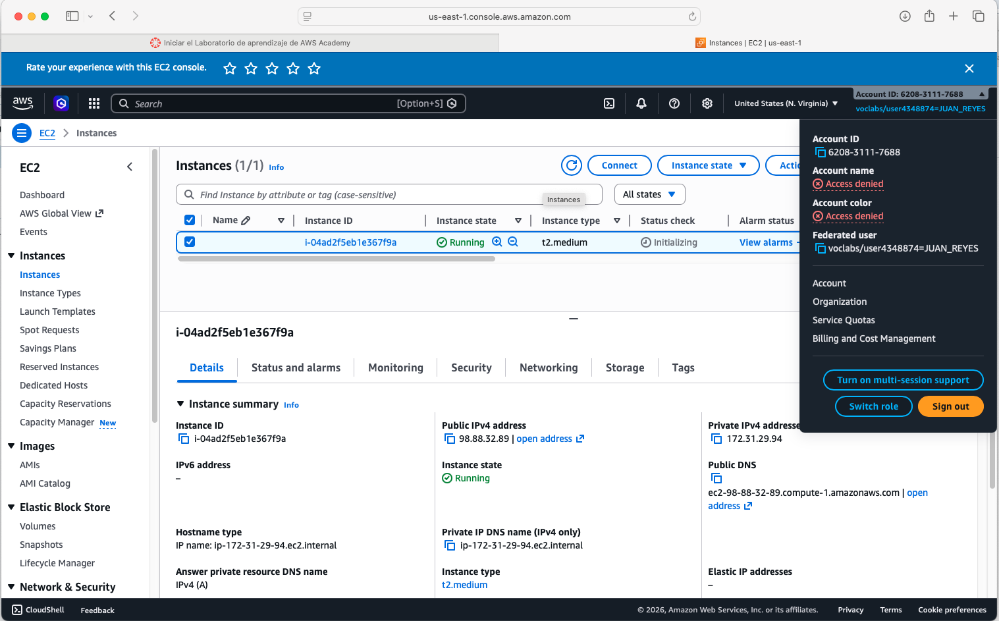 us-east-1.console.aws.amazon.com
Iniciar el Laboratorio de aprendizaje de AWS Academy
Instances | EC2 | us-east-1
Rate your experience with this EC2 console.
aws
Search
[Option+S]
United States (N. Virginia)
Account ID: 6208-3111-7688
voclabs/user4348874=JUAN_REYES
EC2
Instances
EC2
Dashboard
AWS Global View
Events
Instances
Instances
Instance Types
Launch Templates
Spot Requests
Savings Plans
Reserved Instances
Dedicated Hosts
Capacity Reservations
Capacity Manager New
Images
AMIs
AMI Catalog
Elastic Block Store
Volumes
Snapshots
Lifecycle Manager
Network & Security
Instances (1/1) Info
Connect
Instance state
Actio
Find Instance by attribute or tag (case-sensitive)
All states
Instances
Name
Instance ID
Instance state
Instance type
Status check
Alarm status
i-04ad2f5eb1e367f9a
Running
t2.medium
Initializing
View alarms
i-04ad2f5eb1e367f9a
Details
Status and alarms
Monitoring
Security
Networking
Storage
Tags
Instance summary Info
Instance ID
i-04ad2f5eb1e367f9a
Public IPv4 address
98.88.32.89 | open address
Private IPv4 addresse
172.31.29.94
IPv6 address
–
Instance state
Running
Public DNS
ec2-98-88-32-89.compute-1.amazonaws.com | open
address
Hostname type
IP name: ip-172-31-29-94.ec2.internal
Private IP DNS name (IPv4 only)
ip-172-31-29-94.ec2.internal
Answer private resource DNS name
IPv4 (A)
Instance type
t2.medium
Elastic IP addresses
–
Account ID
6208-3111-7688
Account name
Access denied
Account color
Access denied
Federated user
voclabs/user4348874=JUAN_REYES
Account
Organization
Service Quotas
Billing and Cost Management
Turn on multi-session support
Switch role
Sign out
CloudShell
Feedback
© 2026, Amazon Web Services, Inc. or its affiliates.
Privacy
Terms
Cookie preferences